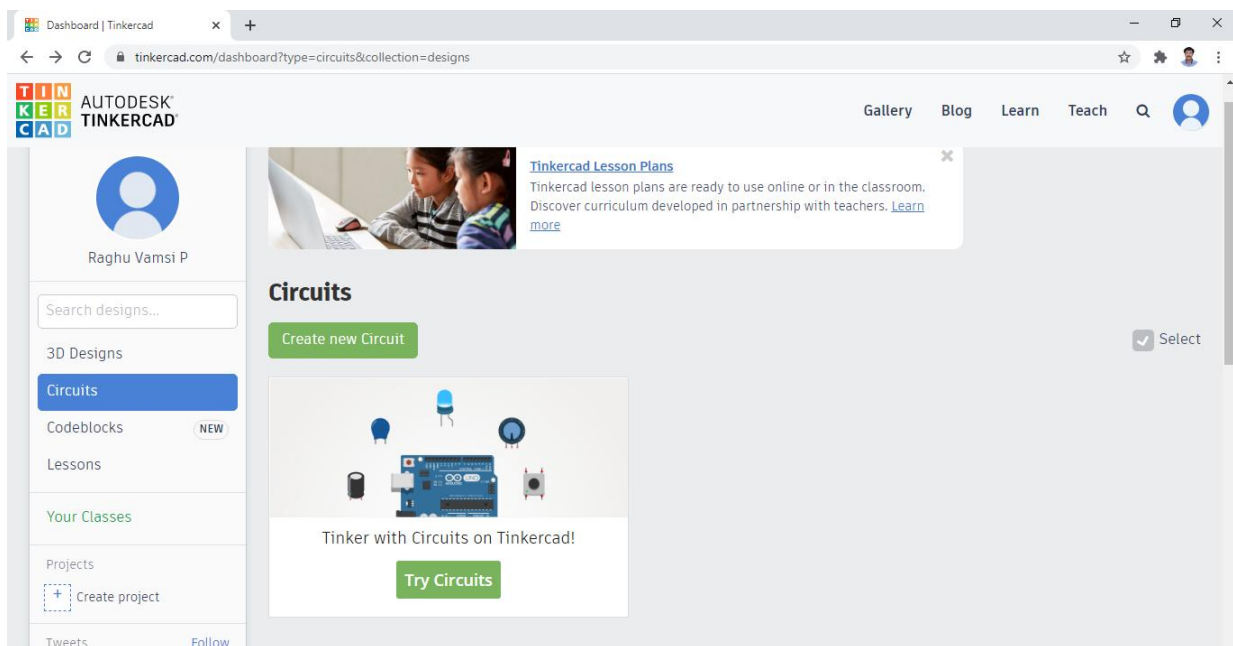 Dashboard | Tinkercad
tinkercad.com/dashboard?type=circuits&collection=designs
TIN
KER
CAD
AUTODESK®
TINKERCAD®
Gallery Blog Learn Teach
Raghu Vamsi P
Search designs...
3D Designs
Circuits
Codeblocks NEW
Lessons
Your Classes
Projects
+ Create project
Tweets Follow
Tinkercad Lesson Plans
Tinkercad lesson plans are ready to use online or in the classroom.
Discover curriculum developed in partnership with teachers. Learn
more
Circuits
Create new Circuit
Select
UNO
Tinker with Circuits on Tinkercad!
Try Circuits